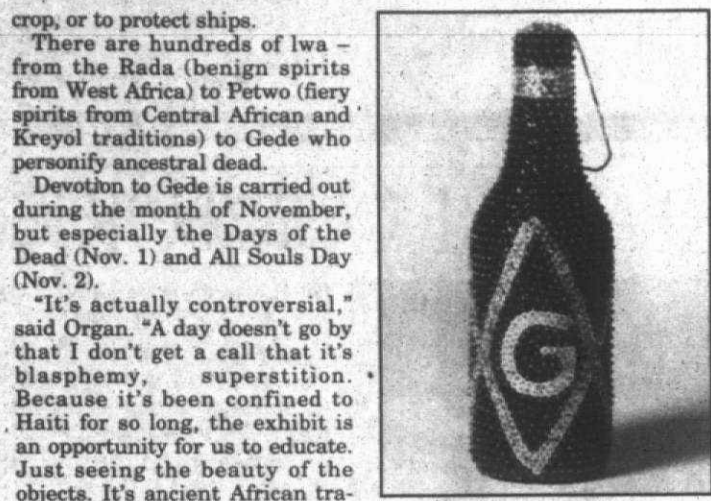 crop, or to protect ships.
There are hundreds of lwa –
from the Rada (benign spirits
from West Africa) to Petwo (fiery
spirits from Central African and
Kreyol traditions) to Gede who
personify ancestral dead.
Devotion to Gede is carried out
during the month of November,
but especially the Days of the
Dead (Nov. 1) and All Souls Day
(Nov. 2).
"It's actually controversial,"
said Organ. "A day doesn't go by
that I don't get a call that it's
blasphemy, superstition.
Because it's been confined to
Haiti for so long, the exhibit is
an opportunity for us to educate.
Just seeing the beauty of the
objects. It's ancient African tra-
G